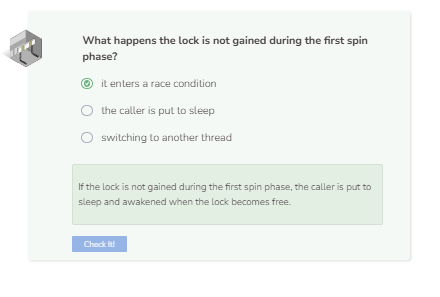 What happens the lock is not gained during the first spin
phase?
it enters a race condition
the caller is put to sleep
switching to another thread
If the lock is not gained during the first spin phase, the caller is put to
sleep and awakened when the lock becomes free.
Check It!